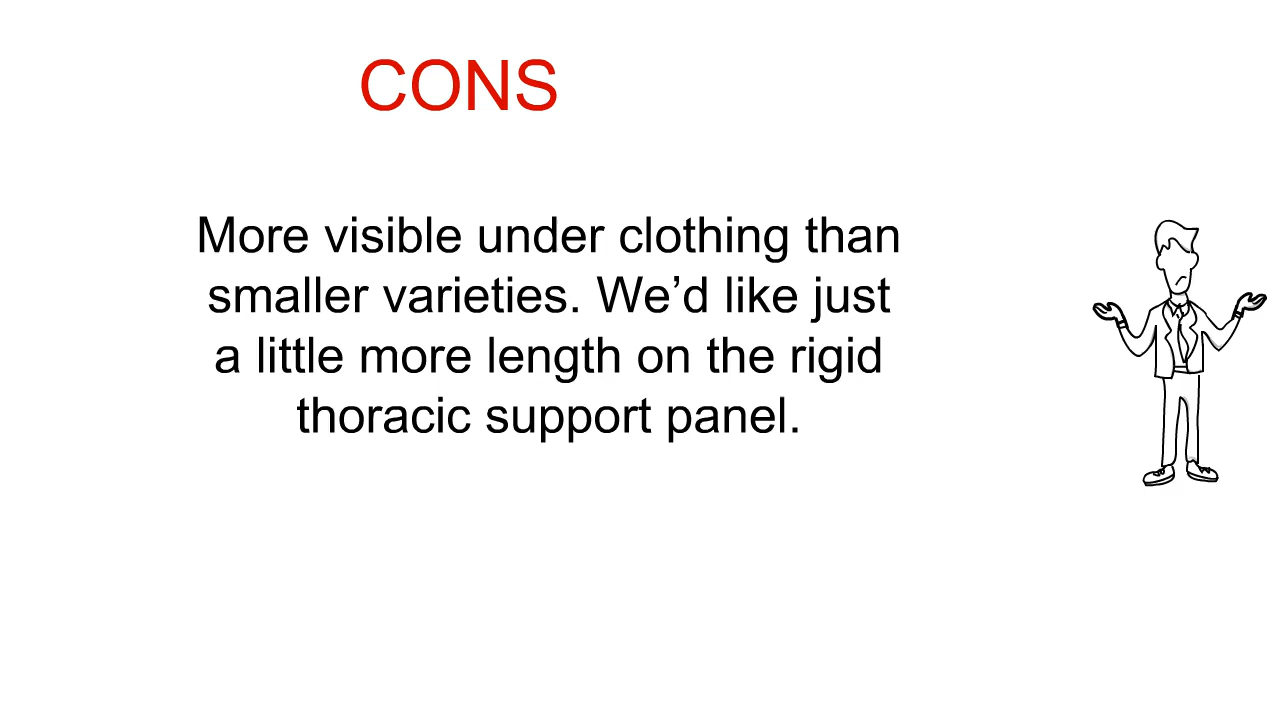 CONS
More visible under clothing than
smaller varieties. We’d like just
a little more length on the rigid
thoracic support panel.